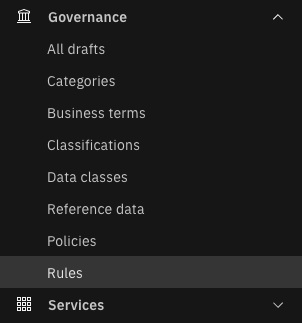 Governance
All drafts
Categories
Business terms
Classifications
Data classes
Reference data
Policies
Rules
Services